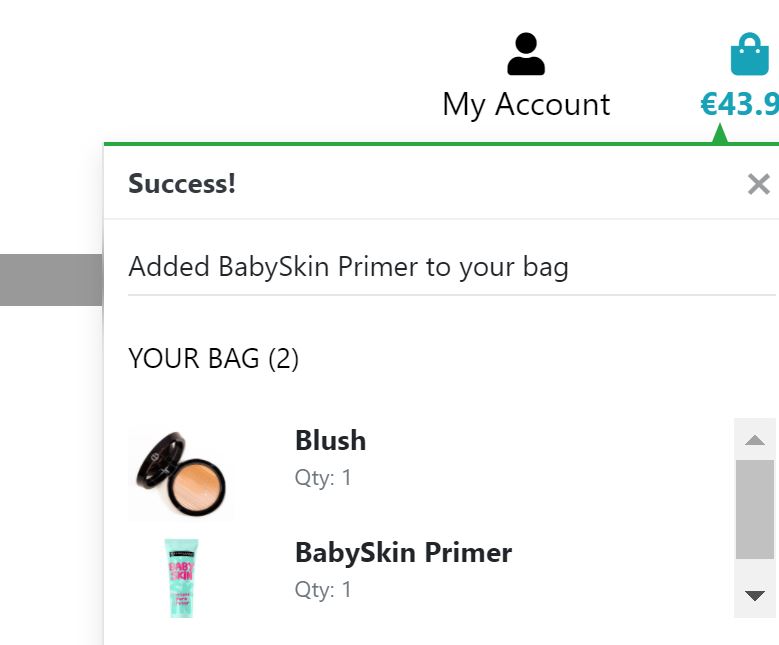 My Account
€43.9
Success!
Added BabySkin Primer to your bag
YOUR BAG (2)
Blush
Qty: 1
BabySkin Primer
Qty: 1
BABY
SKIN